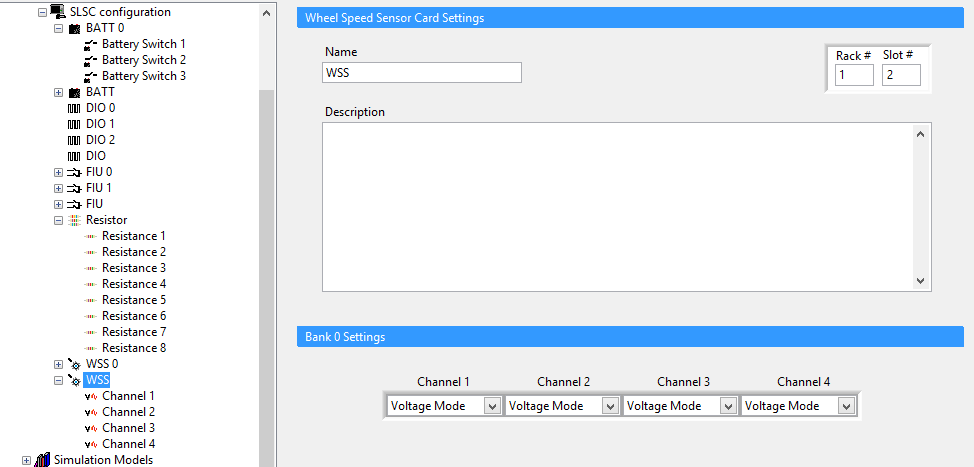 SLSC configuration
BATT 0
Battery Switch 1
Battery Switch 2
Battery Switch 3
BATT
DIO 0
DIO 1
DIO 2
DIO
FIU 0
FIU 1
FIU
Resistor
Resistance 1
Resistance 2
Resistance 3
Resistance 4
Resistance 5
Resistance 6
Resistance 7
Resistance 8
WSS 0
WSS
Channel 1
Channel 2
Channel 3
Channel 4
Simulation Models
Wheel Speed Sensor Card Settings
Name
WSS
Rack # Slot #
1 2
Description
Bank 0 Settings
Channel 1 Channel 2 Channel 3 Channel 4
Voltage Mode Voltage Mode Voltage Mode Voltage Mode